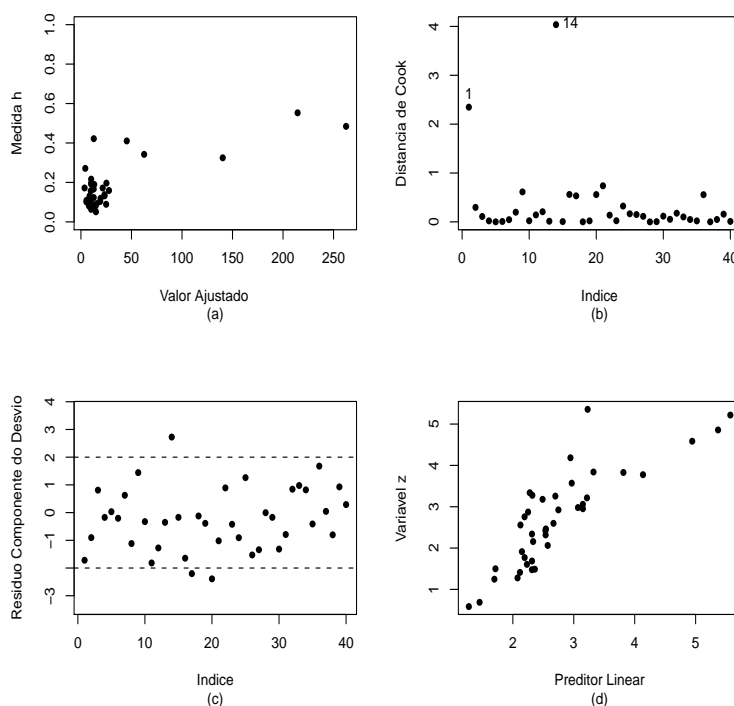 Medida h
0.0 0.2 0.4 0.6 0.8 1.0
0 50 100 150 200 250
Valor Ajustado
(a)
Distancia de Cook
0 1 2 3 4
1
14
0 10 20 30 40
Indice
(b)
Residuo Componente do Desvio
-3 -2 -1 0 1 2 3 4
0 10 20 30 40
Indice
(c)
Variavel z
1 2 3 4 5
2 3 4 5
Preditor Linear
(d)